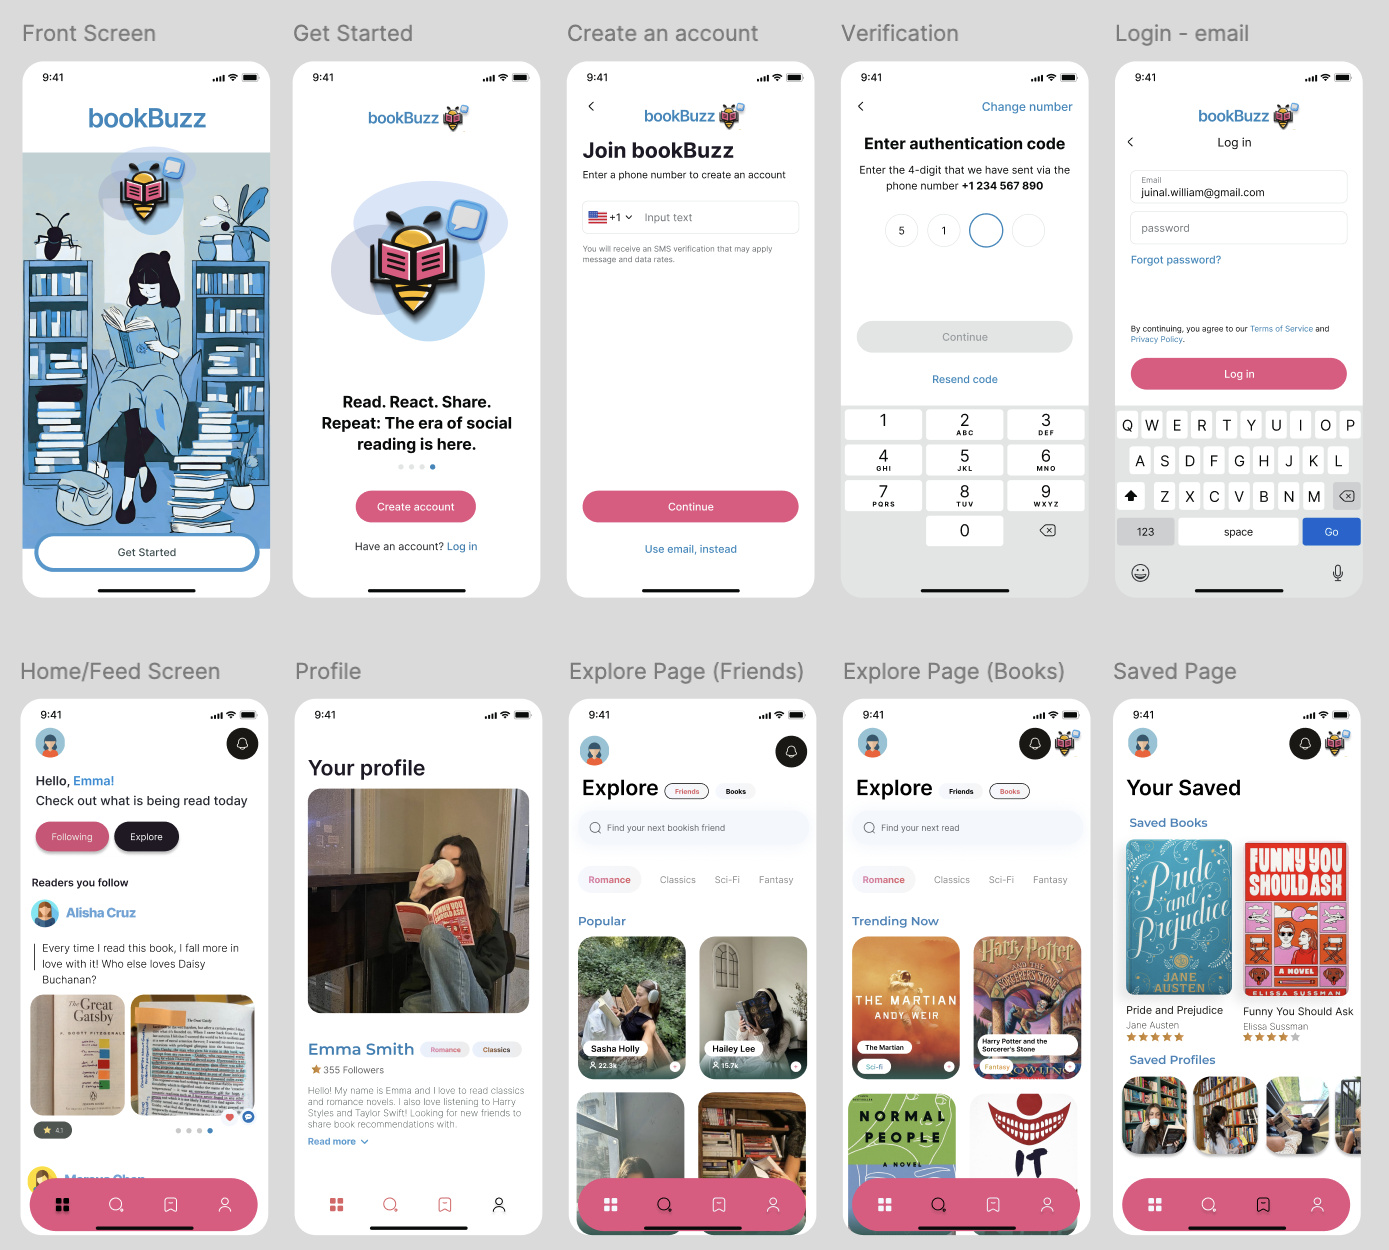 Front Screen
9:41
bookBuzz
Get Started
Get Started
9:41
bookBuzz
Read. React. Share.
Repeat: The era of social
reading is here.
Create account
Have an account? Log in
Create an account
9:41
bookBuzz
Join bookBuzz
Enter a phone number to create an account
+1
Input text
You will receive an SMS verification that may apply
message and data rates.
Continue
Use email, instead
Verification
9:41
Change number
Enter authentication code
Enter the 4-digit that we have sent via the
phone number +1 234 567 890
5 1
Continue
Resend code
1 2 3
ABC DEF
4 5 6
GHI JKL MNO
7 8 9
PQRS TUV WXYZ
0
Login - email
9:41
bookBuzz
Log in
Email
juinal.william@gmail.com
password
Forgot password?
By continuing, you agree to our Terms of Service and
Privacy Policy.
Log in
Q W E R T Y U I O P
A S D F G H J K L
Z X C V B N M
123 space Go
Home/Feed Screen
9:41
Hello, Emma!
Check out what is being read today
Following
Explore
Readers you follow
Alisha Cruz
Every time I read this book, I fall more in
love with it! Who else loves Daisy
Buchanan?
The Great
Gatsby
The Great Gatsby
4.1
Profile
9:41
Your profile
FUNNY YOU
SHOULD ASK
Emma Smith
Romance
Classics
355 Followers
Hello! My name is Emma and I love to read classics
and romance novels. I also love listening to Harry
Styles and Taylor Swift! Looking for new friends to
share book recommendations with.
Read more
Explore Page (Friends)
9:41
Explore
Friends
Books
Find your next bookish friend
Romance
Classics
Sci-Fi
Fantasy
Popular
Sasha Holly
22.3k
Hailey Lee
15.7k
Explore Page (Books)
9:41
Explore
Friends
Books
Find your next read
Romance
Classics
Sci-Fi
Fantasy
Trending Now
THE MARTIAN
ANDY WEIR
The Martian
Sci-fi
Harry Potter
SORCERER'S STONE
Harry Potter and the
Sorcerer's Stone
Fantasy
ROWLING
NORMAL
PEOPLE
A NOVEL
IT
Saved Page
9:41
Your Saved
Saved Books
Pride
and
Prejudice
JANE
AUSTEN
Pride and Prejudice
Jane Austen
FUNNY YOU
SHOULD ASK
A NOVEL
ELISSA SUSSMAN
Funny You Should Ask
Elissa Sussman
Saved Profiles